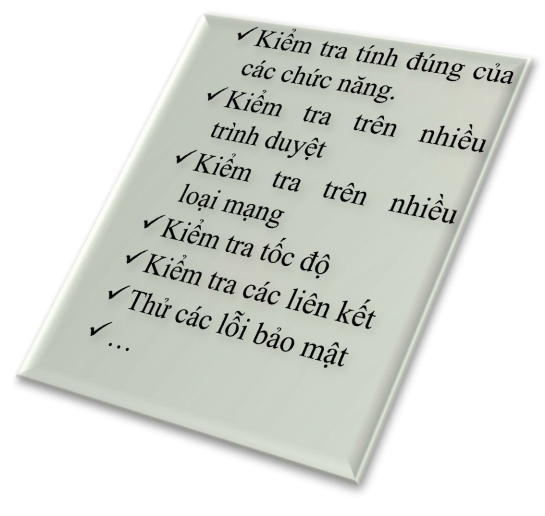 ✓Kiểm tra tính đúng của
các chức năng.
✓Kiểm tra trên nhiều
trình duyệt
✓Kiểm tra trên nhiều
loại mạng
✓Kiểm tra tốc độ
✓Kiểm tra các liên kết
✓Thử các lỗi bảo mật
✓...